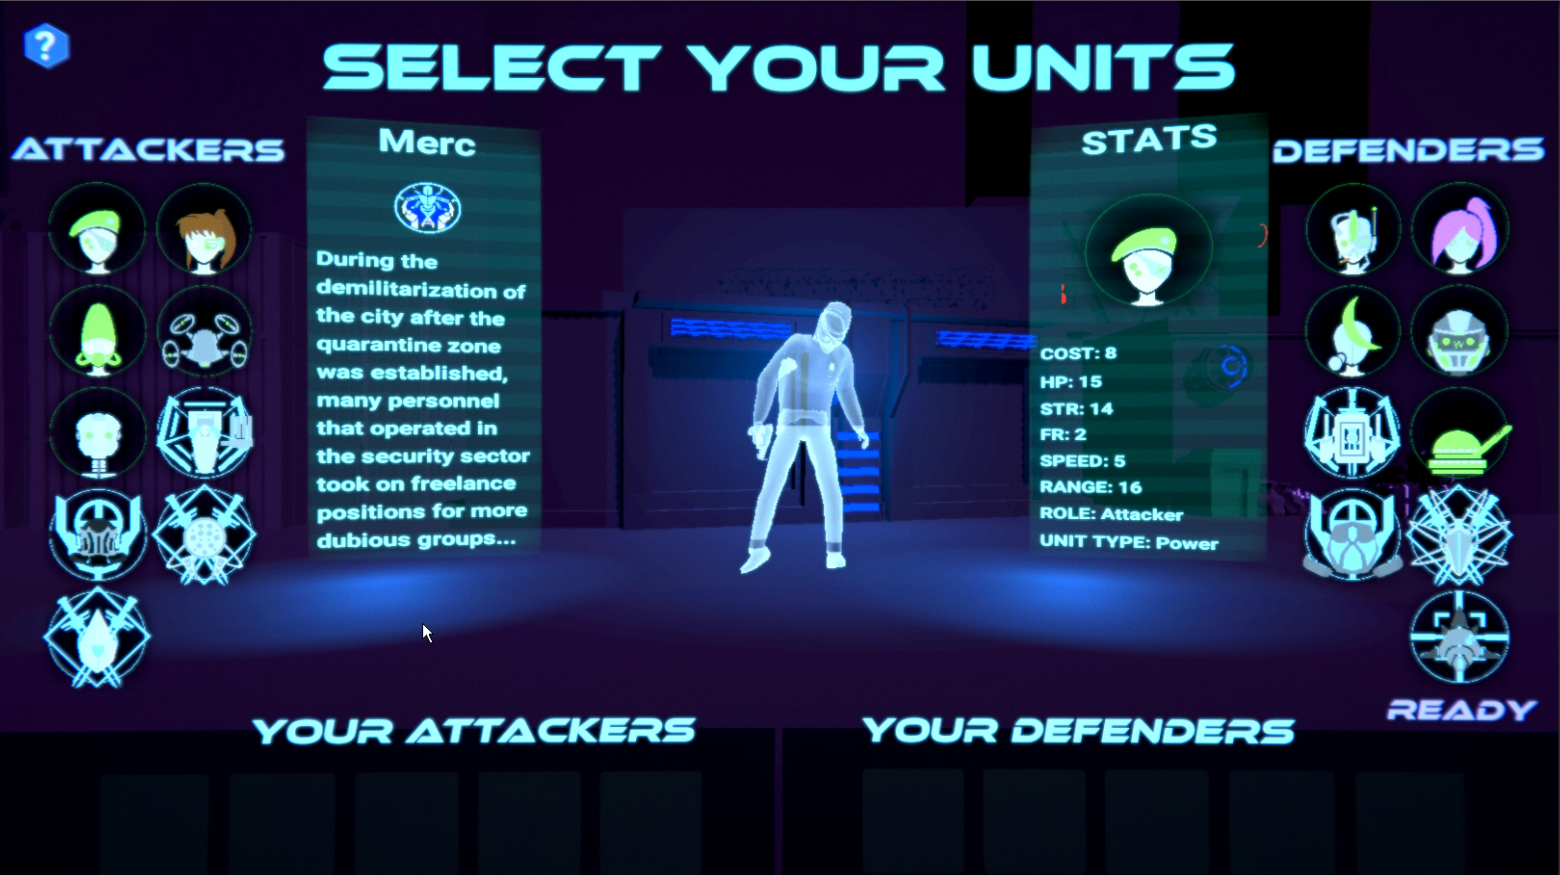 ?
SELECT YOUR UNITS
ATTACKERS
Merc
During the
demilitarization of
the city after the
quarantine zone
was established,
many personnel
that operated in
the security sector
took on freelance
positions for more
dubious groups...
STATS
COST: 8
HP: 15
STR: 14
FR: 2
SPEED: 5
RANGE: 16
ROLE: Attacker
UNIT TYPE: Power
DEFENDERS
READY
YOUR ATTACKERS
YOUR DEFENDERS